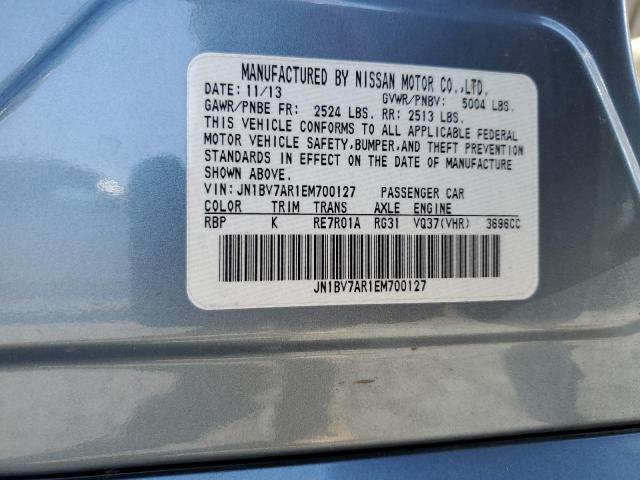 MANUFACTURED BY NISSAN MOTOR CO.,LTD.
DATE: 11/13 GVWR/PNBV: 5004 LBS.
GAWR/PNBE FR: 2524 LBS. RR: 2513 LBS.
THIS VEHICLE CONFORMS TO ALL APPLICABLE FEDERAL
MOTOR VEHICLE SAFETY,BUMPER,AND THEFT PREVENTION
STANDARDS IN EFFECT ON THE DATE OF MANUFACTURE
SHOWN ABOVE.
VIN: JN1BV7AR1EM700127 PASSENGER CAR
COLOR TRIM TRANS AXLE ENGINE
RBP K RE7R01A RG31 VQ37(VHR) 3696CC
JN1BV7AR1EM700127